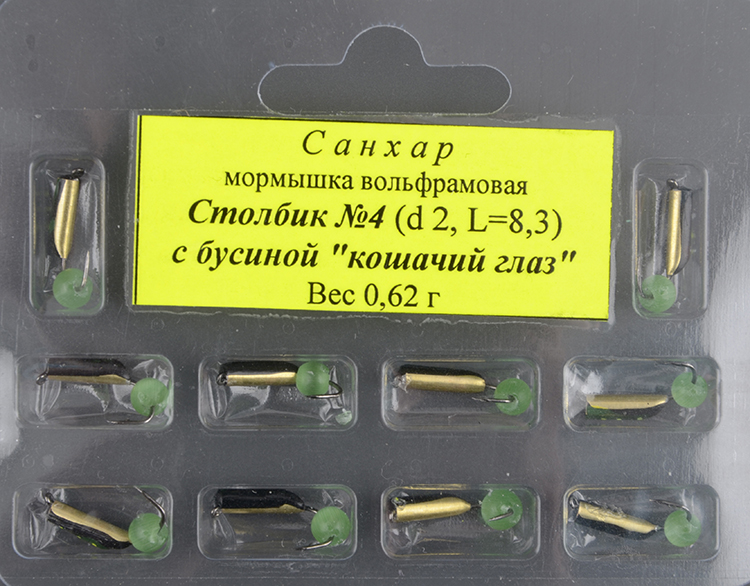 Санхар
мормышка вольфрамовая
Столбик №4 (d 2, L=8,3)
с бусиной "кошачий глаз"
Вес 0,62 г